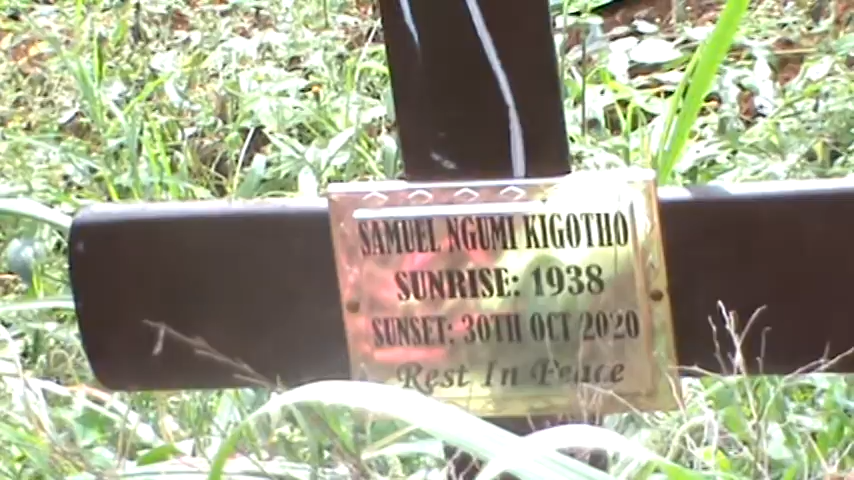 SAMUEL NGUMI KIGOTHO
SUNRISE: 1938
SUNSET: 30TH OCT 2020
Rest In Peace